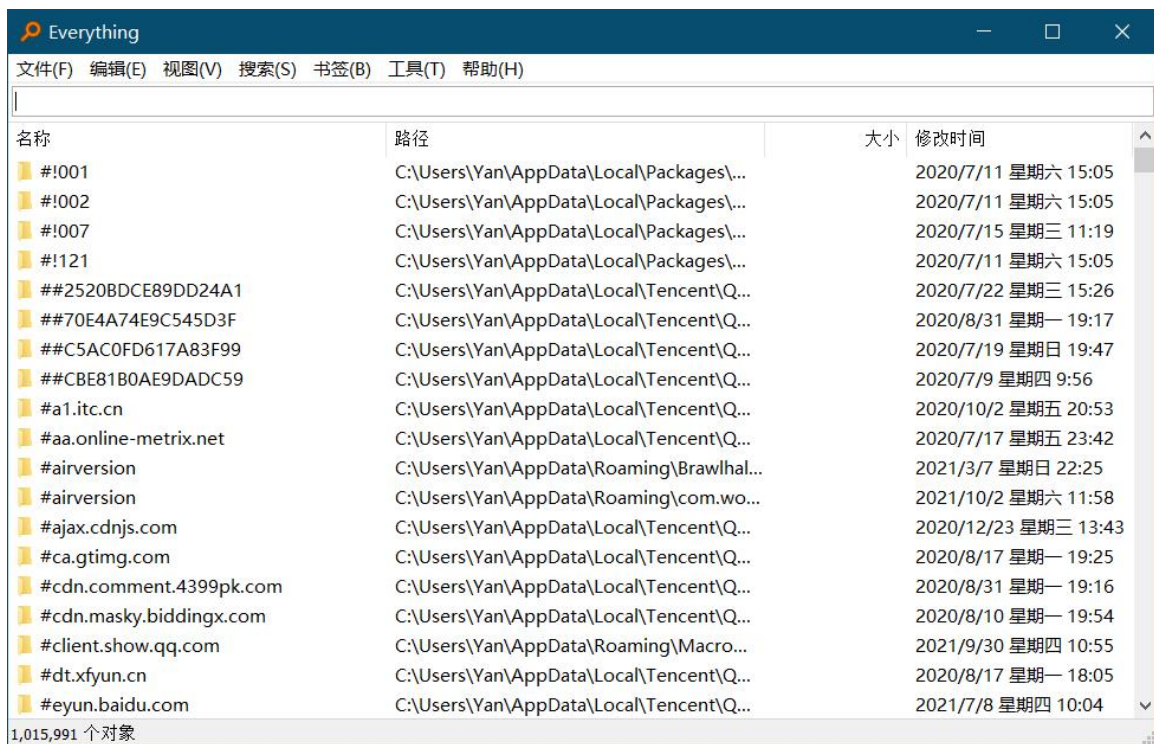 Everything
文件(F) 编辑(E) 视图(V) 搜索(S) 书签(B) 工具(T) 帮助(H)
名称 路径 大小 修改时间
#!001 C:\Users\Yan\AppData\Local\Packages\... 2020/7/11 星期六 15:05
#!002 C:\Users\Yan\AppData\Local\Packages\... 2020/7/11 星期六 15:05
#!007 C:\Users\Yan\AppData\Local\Packages\... 2020/7/15 星期三 11:19
#!121 C:\Users\Yan\AppData\Local\Packages\... 2020/7/11 星期六 15:05
##2520BDCE89DD24A1 C:\Users\Yan\AppData\Local\Tencent\Q... 2020/7/22 星期三 15:26
##70E4A74E9C545D3F C:\Users\Yan\AppData\Local\Tencent\Q... 2020/8/31 星期一 19:17
##C5AC0FD617A83F99 C:\Users\Yan\AppData\Local\Tencent\Q... 2020/7/19 星期日 19:47
##CBE81B0AE9DADC59 C:\Users\Yan\AppData\Local\Tencent\Q... 2020/7/9 星期四 9:56
#a1.itc.cn C:\Users\Yan\AppData\Local\Tencent\Q... 2020/10/2 星期五 20:53
#aa.online-metrix.net C:\Users\Yan\AppData\Local\Tencent\Q... 2020/7/17 星期五 23:42
#airversion C:\Users\Yan\AppData\Roaming\Brawlhal... 2021/3/7 星期日 22:25
#airversion C:\Users\Yan\AppData\Roaming\com.wo... 2021/10/2 星期六 11:58
#ajax.cdnjs.com C:\Users\Yan\AppData\Local\Tencent\Q... 2020/12/23 星期三 13:43
#ca.gtimg.com C:\Users\Yan\AppData\Local\Tencent\Q... 2020/8/17 星期一 19:25
#cdn.comment.4399pk.com C:\Users\Yan\AppData\Local\Tencent\Q... 2020/8/31 星期一 19:16
#cdn.masky.biddingx.com C:\Users\Yan\AppData\Local\Tencent\Q... 2020/8/10 星期一 19:54
#client.show.qq.com C:\Users\Yan\AppData\Roaming\Macro... 2021/9/30 星期四 10:55
#dt.xfyun.cn C:\Users\Yan\AppData\Local\Tencent\Q... 2020/8/17 星期一 18:05
#eyun.baidu.com C:\Users\Yan\AppData\Local\Tencent\Q... 2021/7/8 星期四 10:04
1,015,991 个对象